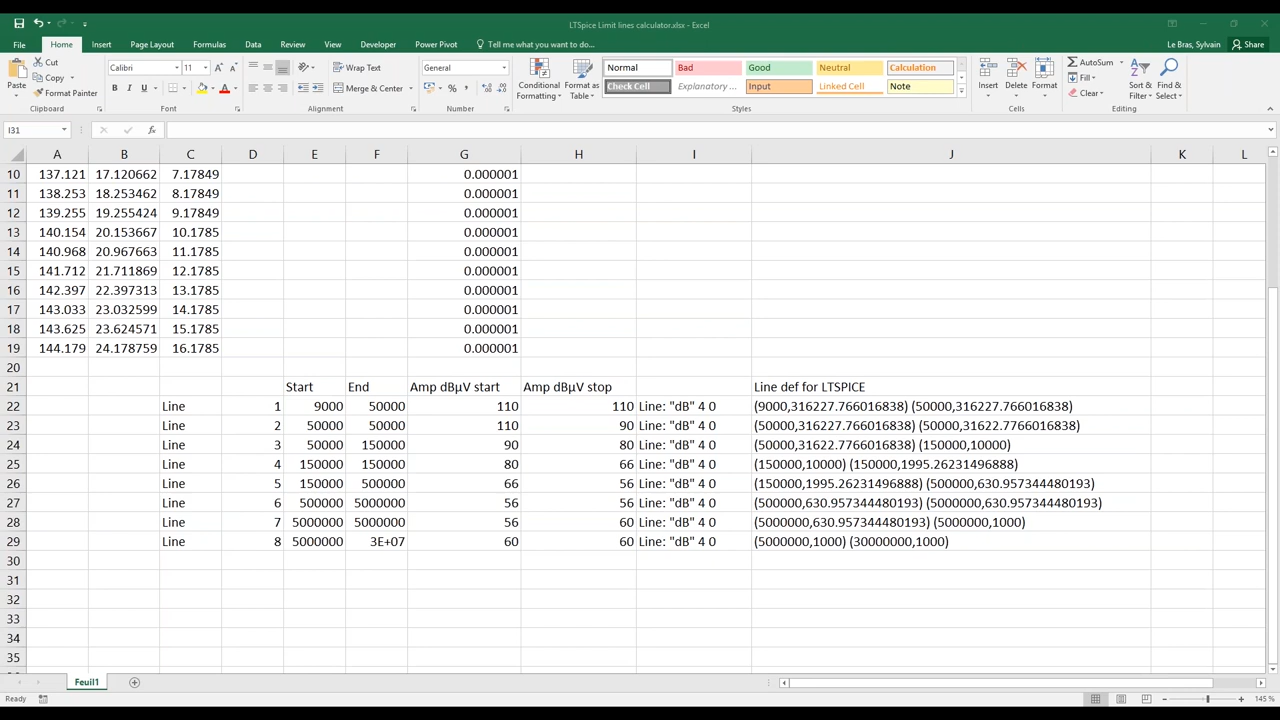 LTSpice Limit lines calculator.xlsx - Excel
File Home Insert Page Layout Formulas Data Review View Developer Power Pivot Tell me what you want to do... Le Bras, Sylvain Share
Paste Cut Copy Format Painter Clipboard
Calibri 11 B I U A Font
Wrap Text Merge & Center Alignment
General % Number
Conditional Formatting Format as Table
Normal Bad Good Neutral Calculation
Check Cell Explanatory ... Input Linked Cell Note
Styles
Insert Delete Format Cells
AutoSum Fill Clear Sort & Filter Find & Select Editing
I31 fx
A B C D E F G H I J K L
10 137.121 17.120662 7.17849 0.000001
11 138.253 18.253462 8.17849 0.000001
12 139.255 19.255424 9.17849 0.000001
13 140.154 20.153667 10.1785 0.000001
14 140.968 20.967663 11.1785 0.000001
15 141.712 21.711869 12.1785 0.000001
16 142.397 22.397313 13.1785 0.000001
17 143.033 23.032599 14.1785 0.000001
18 143.625 23.624571 15.1785 0.000001
19 144.179 24.178759 16.1785 0.000001
20
21 Start End Amp dBµV start Amp dBµV stop Line def for LTSPICE
22 Line 1 9000 50000 110 110 Line: "dB" 4 0 (9000,316227.766016838) (50000,316227.766016838)
23 Line 2 50000 50000 110 90 Line: "dB" 4 0 (50000,316227.766016838) (50000,31622.7766016838)
24 Line 3 50000 150000 90 80 Line: "dB" 4 0 (50000,31622.7766016838) (150000,10000)
25 Line 4 150000 150000 80 66 Line: "dB" 4 0 (150000,10000) (150000,1995.26231496888)
26 Line 5 150000 500000 66 56 Line: "dB" 4 0 (150000,1995.26231496888) (500000,630.957344480193)
27 Line 6 500000 5000000 56 56 Line: "dB" 4 0 (500000,630.957344480193) (5000000,630.957344480193)
28 Line 7 5000000 5000000 56 60 Line: "dB" 4 0 (5000000,630.957344480193) (5000000,1000)
29 Line 8 5000000 3E+07 60 60 Line: "dB" 4 0 (5000000,1000) (30000000,1000)
30
31
32
33
34
35
Feuil1
Ready 145 %